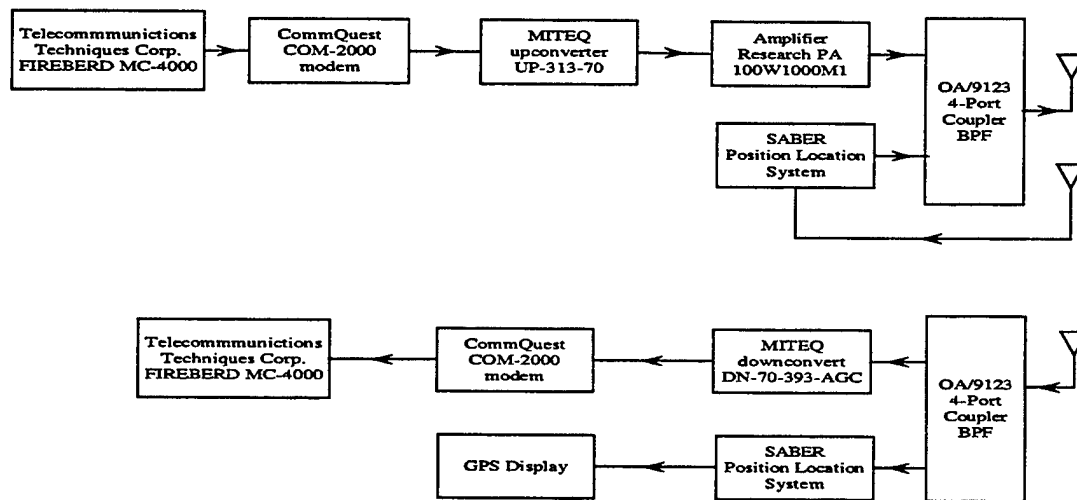 Telecommmunictions
Techniques Corp.
FIREBERD MC-4000
CommQuest
COM-2000
modem
MITEQ
upconverter
UP-313-70
Amplifier
Research PA
100W1000M1
OA/9123
4-Port
Coupler
BPF
SABER
Position Location
System
Telecommmunictions
Techniques Corp.
FIREBERD MC-4000
CommQuest
COM-2000
modem
MITEQ
downconvert
DN-70-393-AGC
OA/9123
4-Port
Coupler
BPF
GPS Display
SABER
Position Location
System